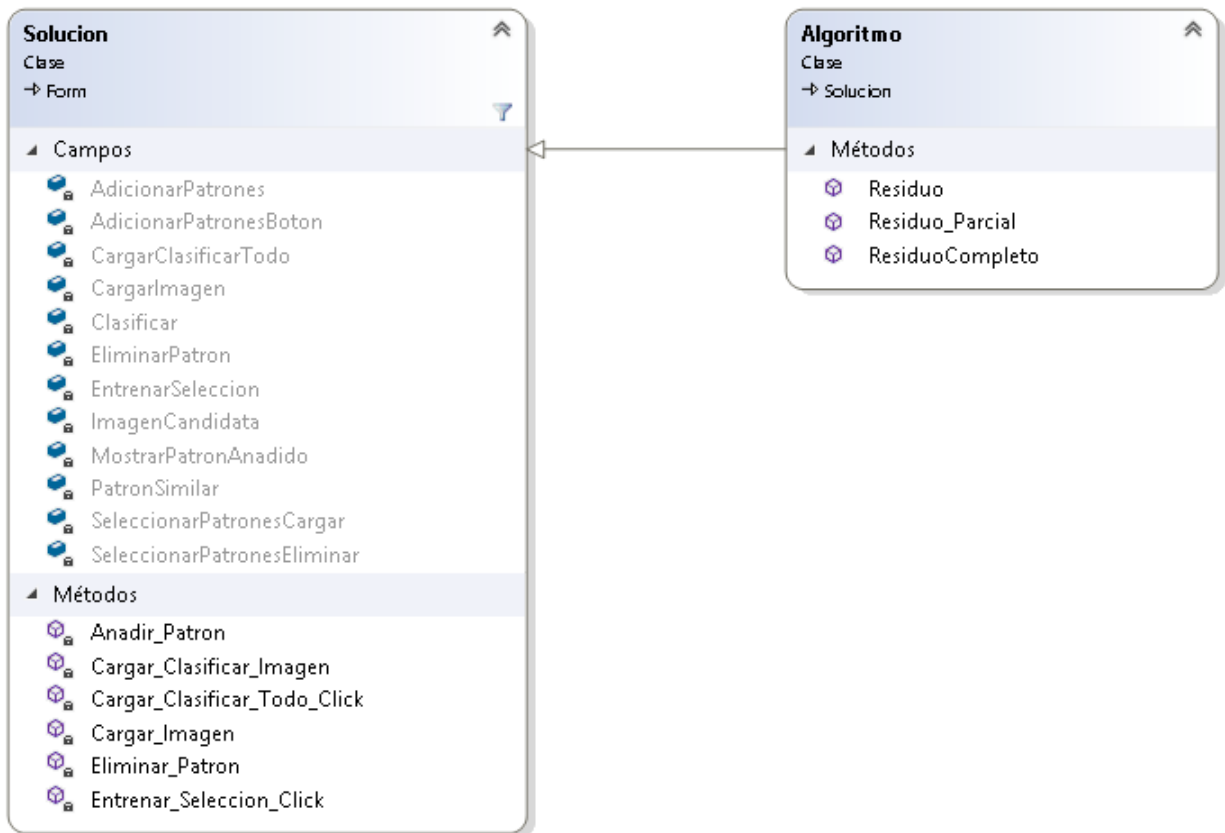 Solucion
Clase
Form
Campos
AdicionarPatrones
AdicionarPatronesBoton
CargarClasificarTodo
CargarImagen
Clasificar
EliminarPatron
EntrenarSeleccion
ImagenCandidata
MostrarPatronAnadido
PatronSimilar
SeleccionarPatronesCargar
SeleccionarPatronesEliminar
Métodos
Anadir_Patron
Cargar_Clasificar_Imagen
Cargar_Clasificar_Todo_Click
Cargar_Imagen
Eliminar_Patron
Entrenar_Seleccion_Click
Algoritmo
Clase
Solucion
Métodos
Residuo
Residuo_Parcial
ResiduoCompleto